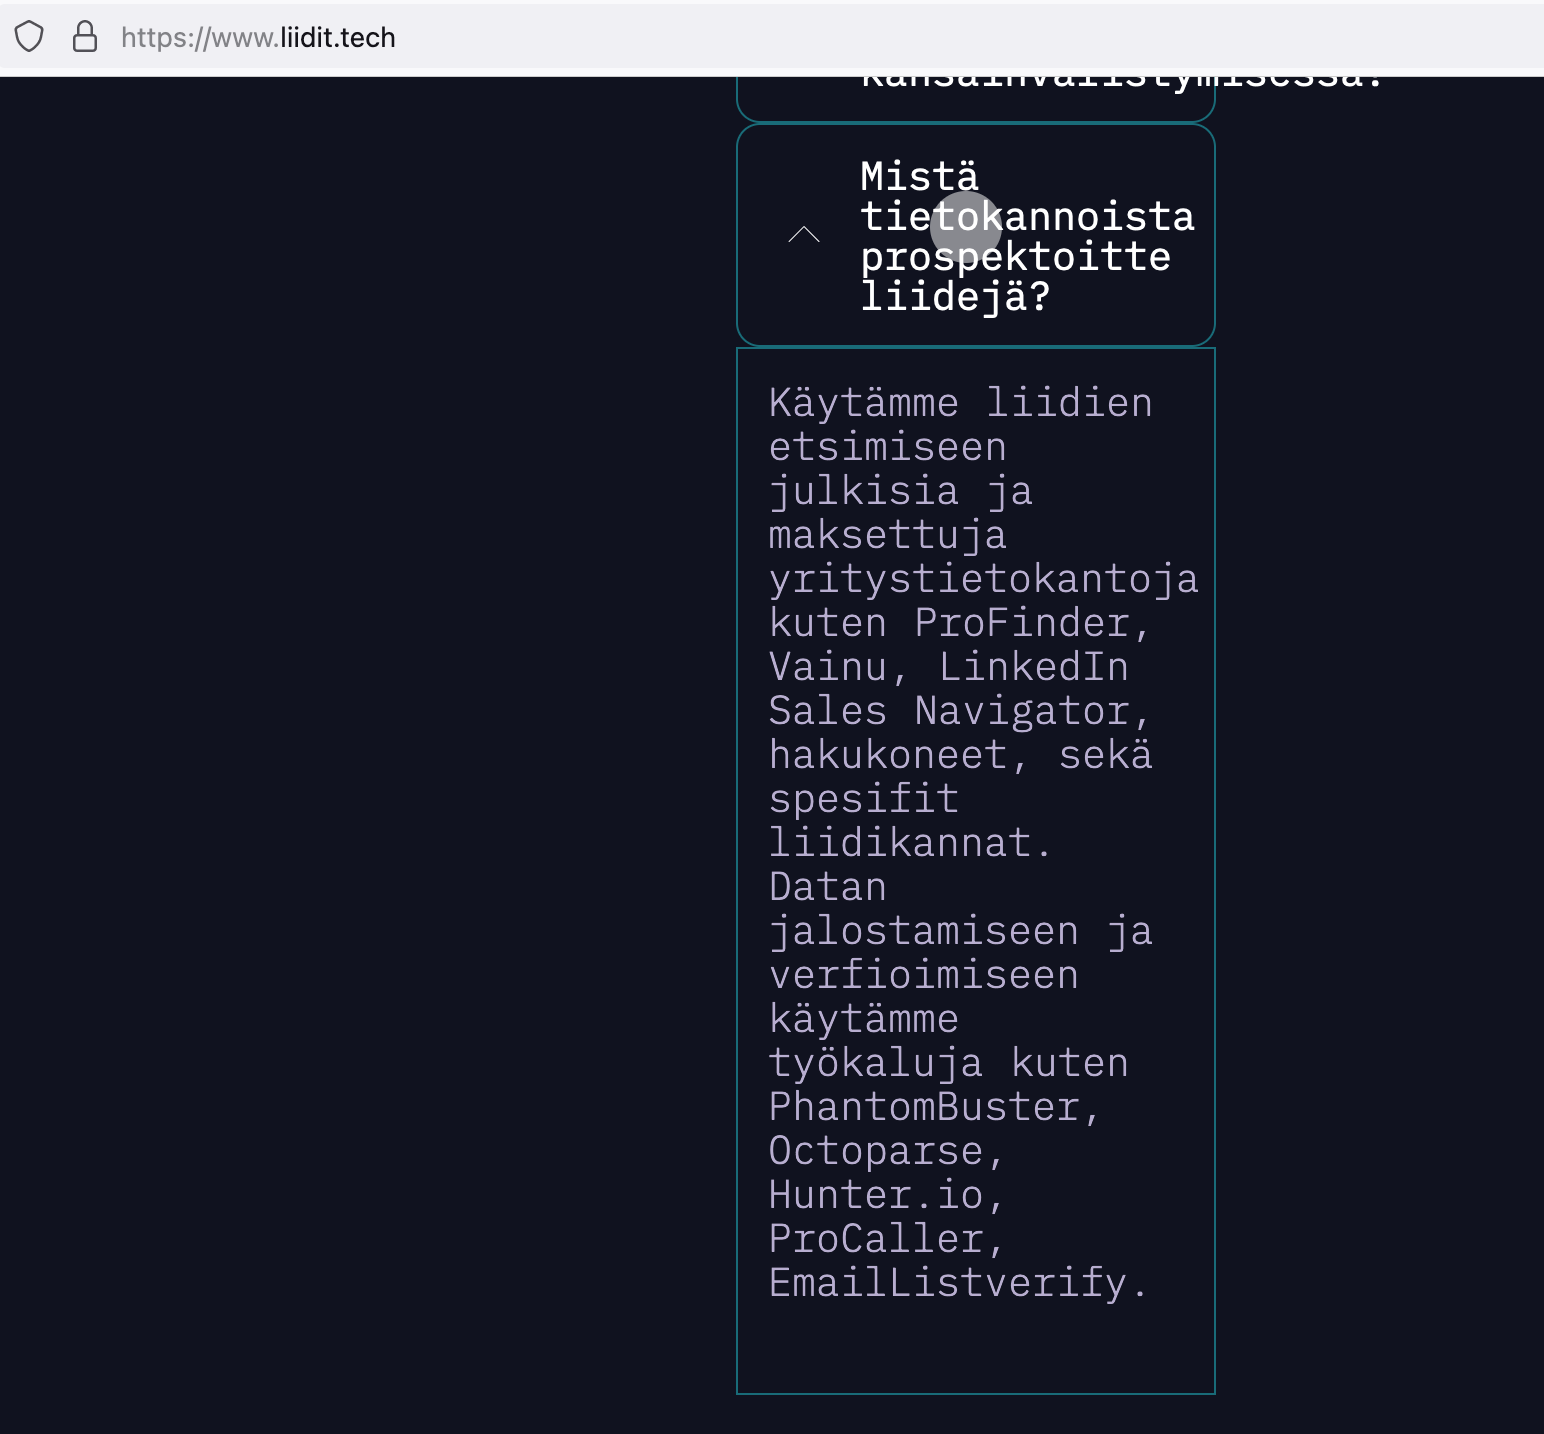 https://www.liidit.tech
kansainvälistymisessä?
Mistä
tietokannoista
prospektoitte
liidejä?
Käytämme liidien
etsimiseen
julkisia ja
maksettuja
yritystietokantoja
kuten ProFinder,
Vainu, LinkedIn
Sales Navigator,
hakukoneet, sekä
spesifit
liidikannat.
Datan
jalostamiseen ja
verfioimiseen
käytämme
työkaluja kuten
PhantomBuster,
Octoparse,
Hunter.io,
ProCaller,
EmailListverify.